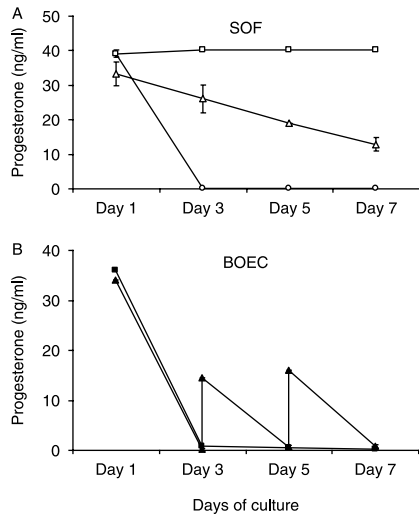 A
SOF
Progesterone (ng/ml)
50
40
30
20
10
0
Day 1 Day 3 Day 5 Day 7
B
BOEC
Progesterone (ng/ml)
40
30
20
10
0
Day 1 Day 3 Day 5 Day 7
Days of culture